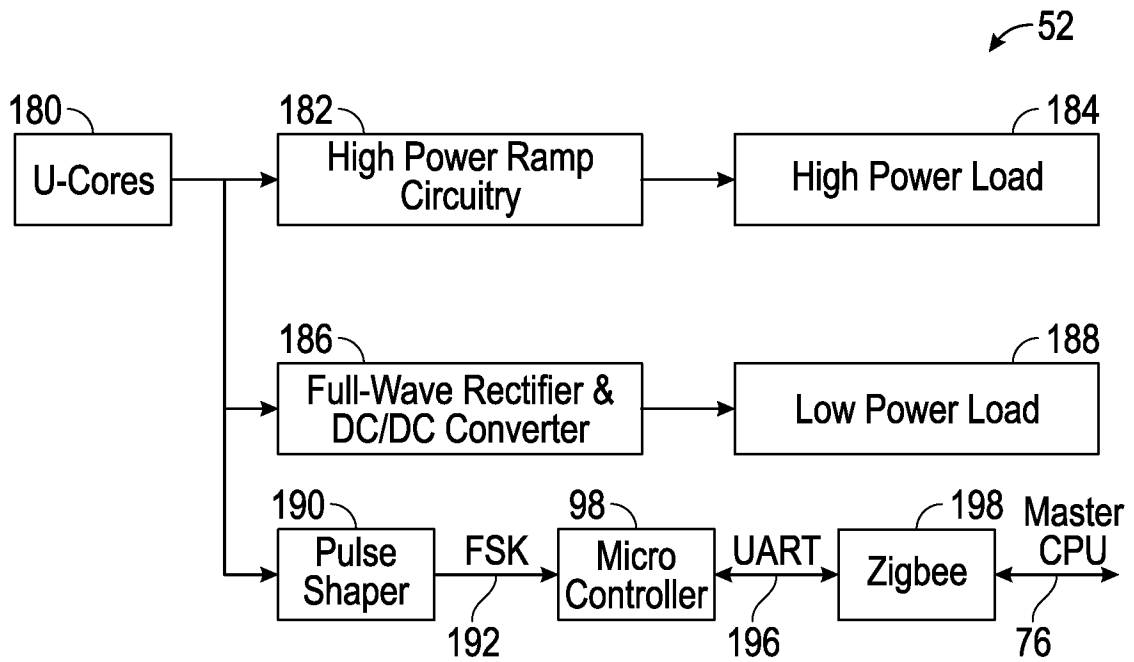 52
180
182
184
U-Cores
High Power Ramp
Circuitry
High Power Load
186
188
Full-Wave Rectifier &
DC/DC Converter
Low Power Load
190
98
198
Master
CPU
Pulse
Shaper
FSK
Micro
Controller
UART
Zigbee
192
196
76